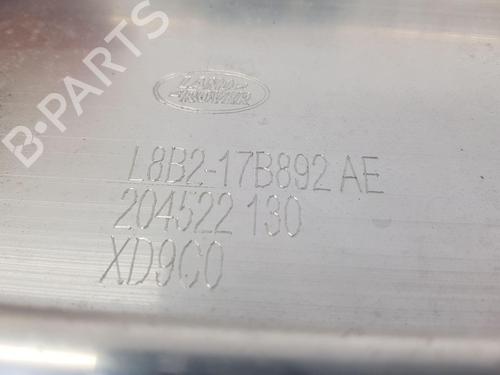 B-PARTS
LAND-
-ROVER
L8B2-17B892 AE
204522 130
XD9C0